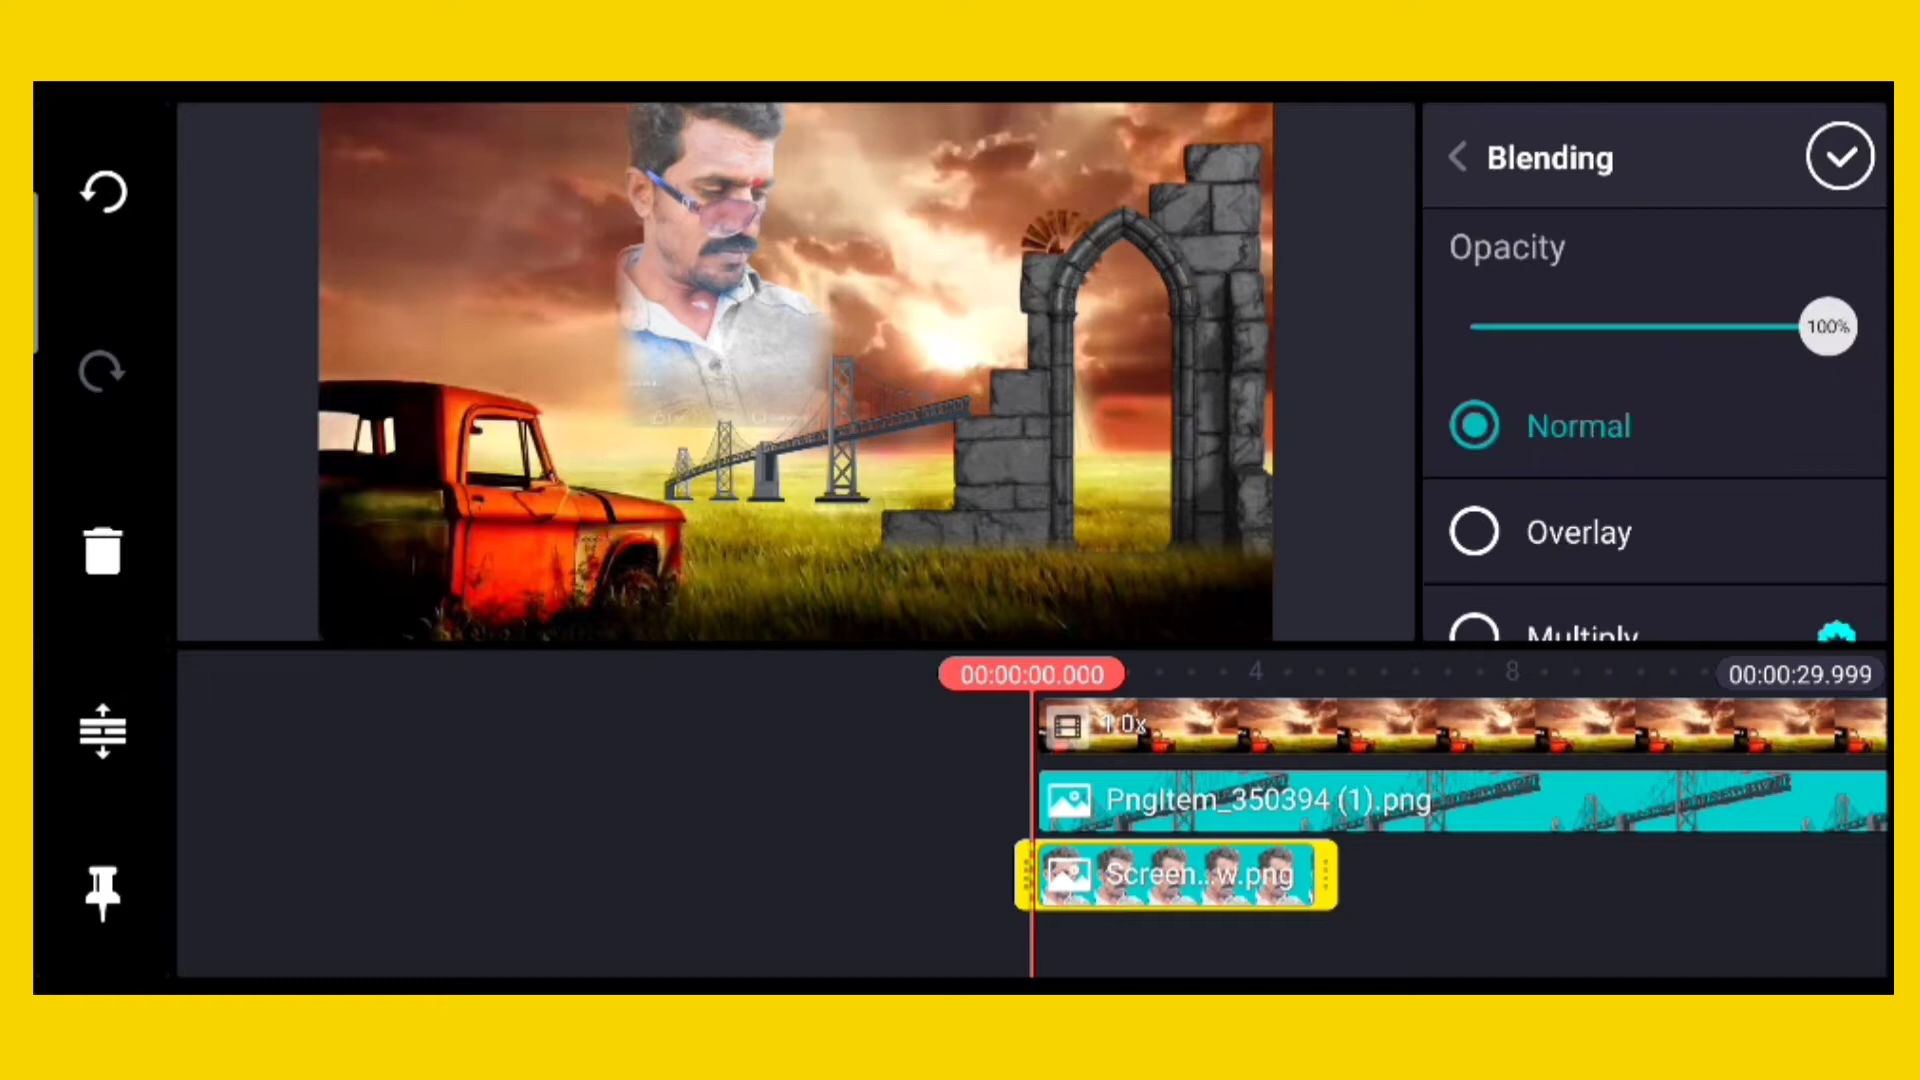 Blending
Opacity
100%
Normal
Overlay
Multiply
00:00:00.000
4
8
00:00:29.999
1.0x
PngItem_350394 (1).png
Screen...w.png